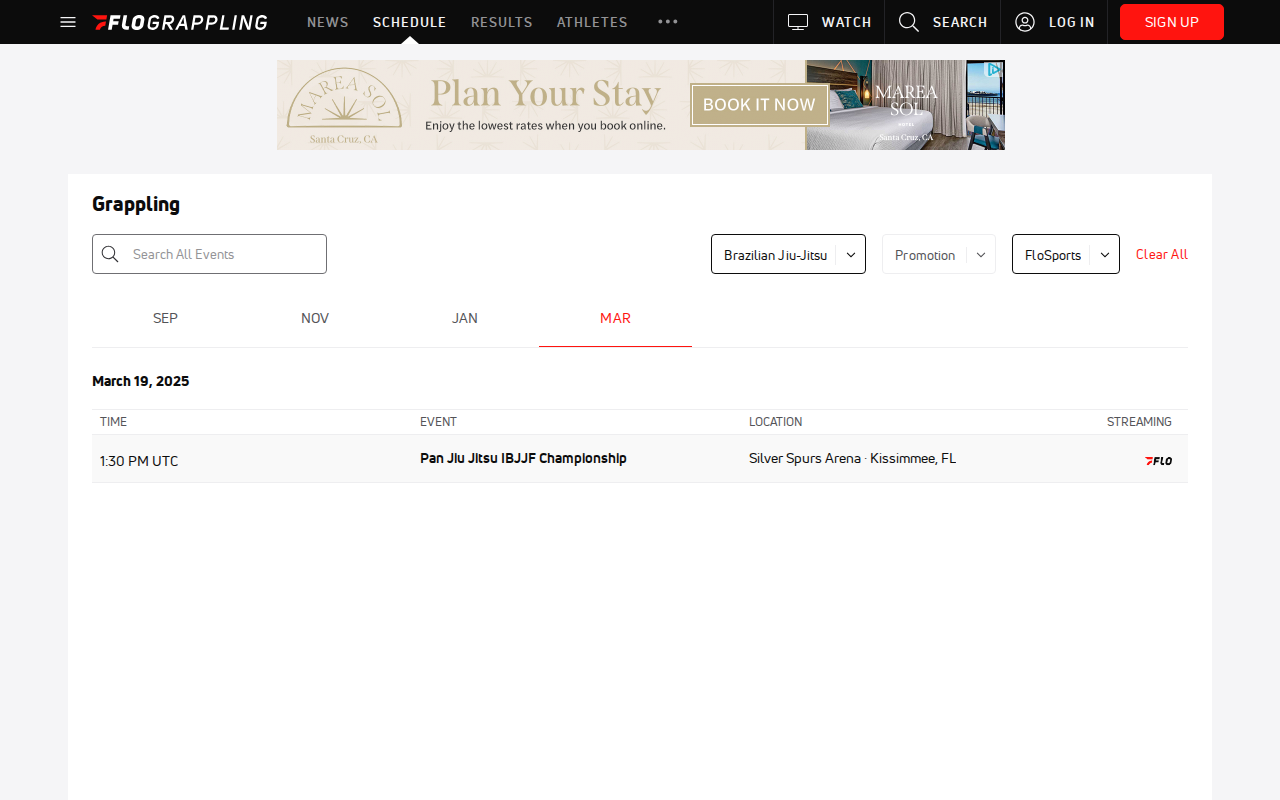 FLOGRAPPLING NEWS SCHEDULE RESULTS ATHLETES ••• WATCH SEARCH LOG IN SIGN UP
MAREA SOL
Santa Cruz, CA
Plan Your Stay
Enjoy the lowest rates when you book online.
BOOK IT NOW
MAREA
SOL
Santa Cruz, CA
Grappling
Search All Events Brazilian Jiu-Jitsu Promotion FloSports Clear All
SEP NOV JAN MAR
March 19, 2025
TIME EVENT LOCATION STREAMING
1:30 PM UTC Pan Jiu Jitsu IBJJF Championship Silver Spurs Arena · Kissimmee, FL FLO